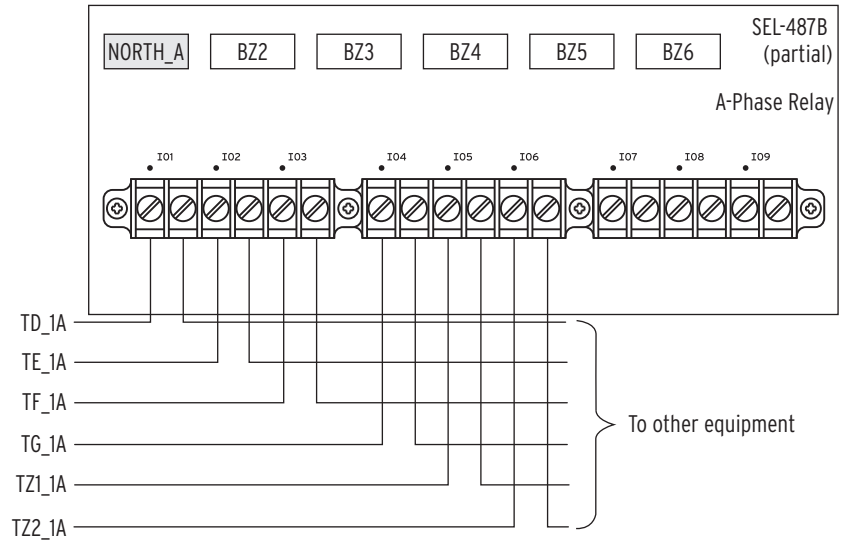 SEL-487B
(partial)
NORTH_A BZ2 BZ3 BZ4 BZ5 BZ6
A-Phase Relay
I01 I02 I03 I04 I05 I06 I07 I08 I09
TD_1A
TE_1A
TF_1A
TG_1A
TZ1_1A
TZ2_1A
To other equipment